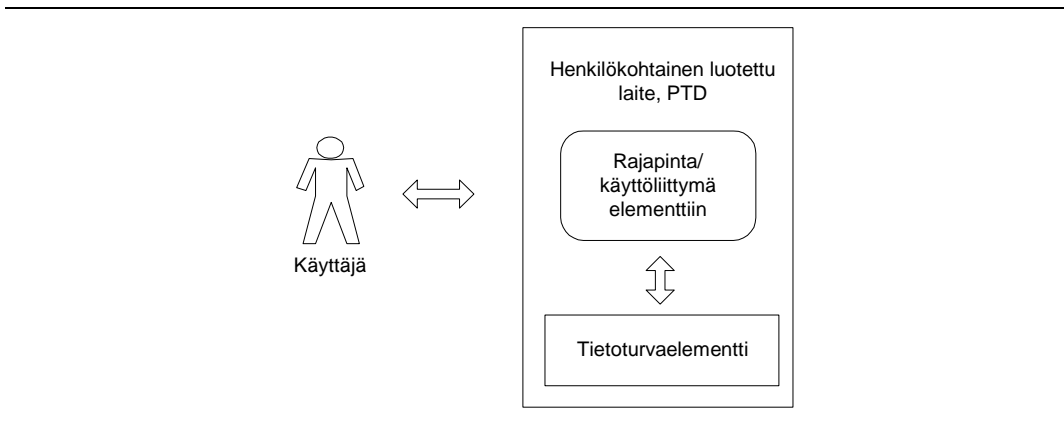 Henkilökohtainen luotettu
laite, PTD
Rajapinta/
käyttöliittymä
elementtiin
Käyttäjä
Tietoturvaelementti